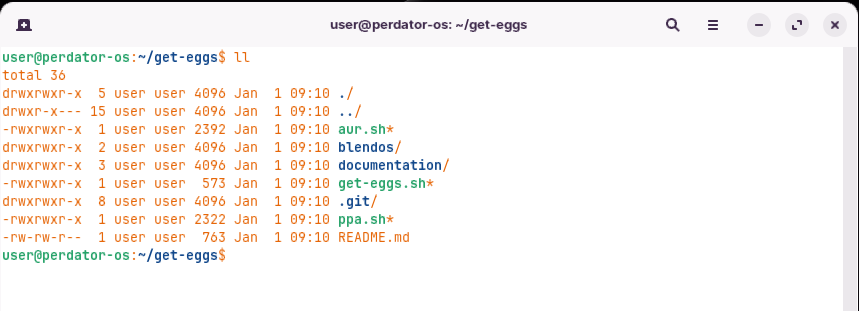 user@perdator-os: ~/get-eggs
user@perdator-os:~/get-eggs$ ll
total 36
drwxrwxr-x  5 user user 4096 Jan  1 09:10 ./
drwxr-x--- 15 user user 4096 Jan  1 09:10 ../
-rwxrwxr-x  1 user user 2392 Jan  1 09:10 aur.sh*
drwxrwxr-x  2 user user 4096 Jan  1 09:10 blendos/
drwxrwxr-x  3 user user 4096 Jan  1 09:10 documentation/
-rwxrwxr-x  1 user user  573 Jan  1 09:10 get-eggs.sh*
drwxrwxr-x  8 user user 4096 Jan  1 09:10 .git/
-rwxrwxr-x  1 user user 2322 Jan  1 09:10 ppa.sh*
-rw-rw-r--  1 user user  763 Jan  1 09:10 README.md
user@perdator-os:~/get-eggs$